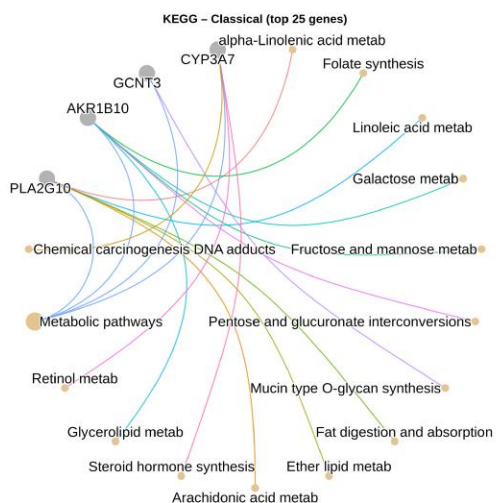 KEGG – Classical (top 25 genes)
alpha-Linolenic acid metab
CYP3A7
Folate synthesis
GCNT3
AKR1B10
Linoleic acid metab
Galactose metab
PLA2G10
Chemical carcinogenesis DNA adducts
Fructose and mannose metab
Metabolic pathways
Pentose and glucuronate interconversions
Retinol metab
Mucin type O-glycan synthesis
Glycerolipid metab
Fat digestion and absorption
Steroid hormone synthesis
Ether lipid metab
Arachidonic acid metab